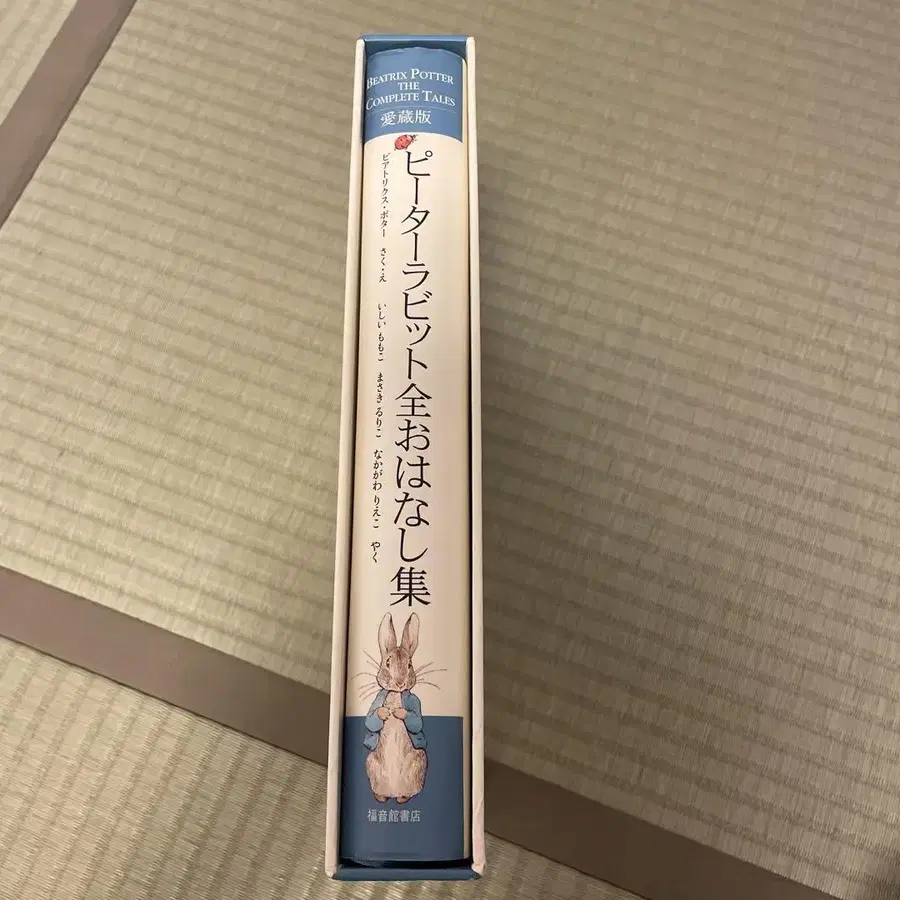 BEATRIX POTTER
THE
COMPLETE TALES
愛蔵版
ピーターラビット全おはなし集
ビアトリクス・ポター さく・え いしい ももこ まさき るりこ なかがわ りえこ やく
福音館書店